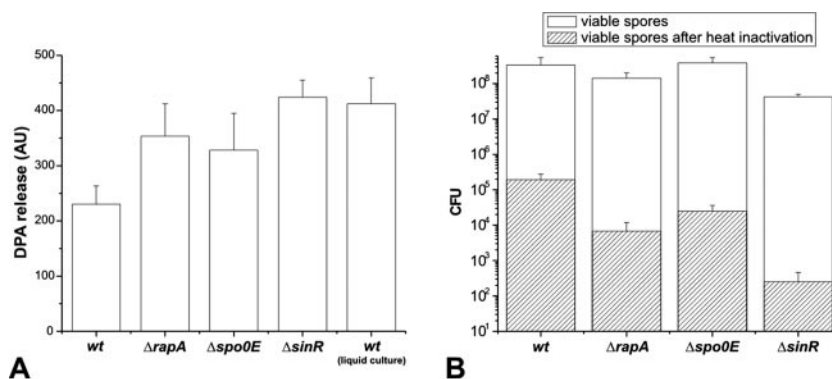 viable spores
viable spores after heat inactivation
500
400
300
200
100
0
DPA release (AU)
wt
ΔrapA
Δspo0E
ΔsinR
wt
(liquid culture)
A
10⁸
10⁷
10⁶
10⁵
10⁴
10³
10²
10¹
CFU
wt
ΔrapA
Δspo0E
ΔsinR
B